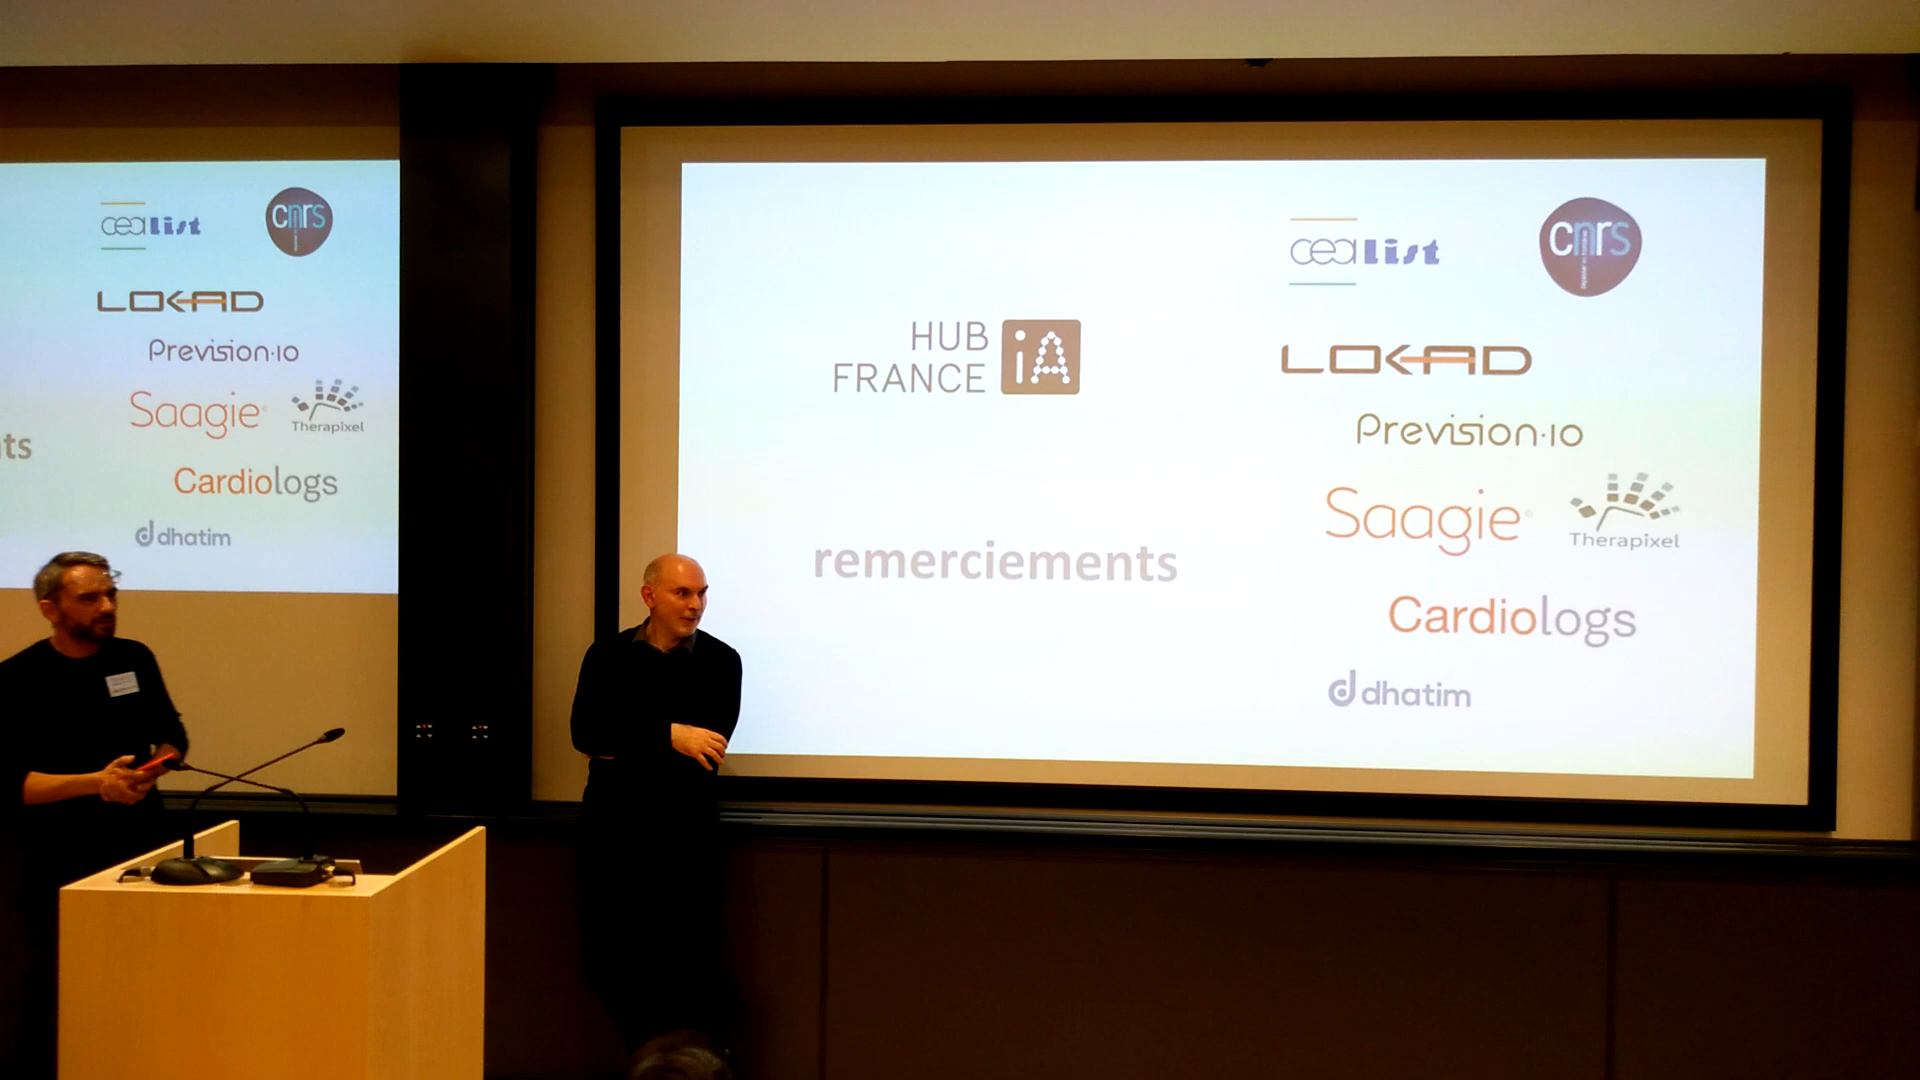 cea list
cnrs
LOKAD
Prevision·io
Saagie
Therapixel
nts
Cardiologs
dhatim
HUB
FRANCE
iA
remerciements
cea list
cnrs
LOKAD
Prevision·io
Saagie
Therapixel
Cardiologs
dhatim